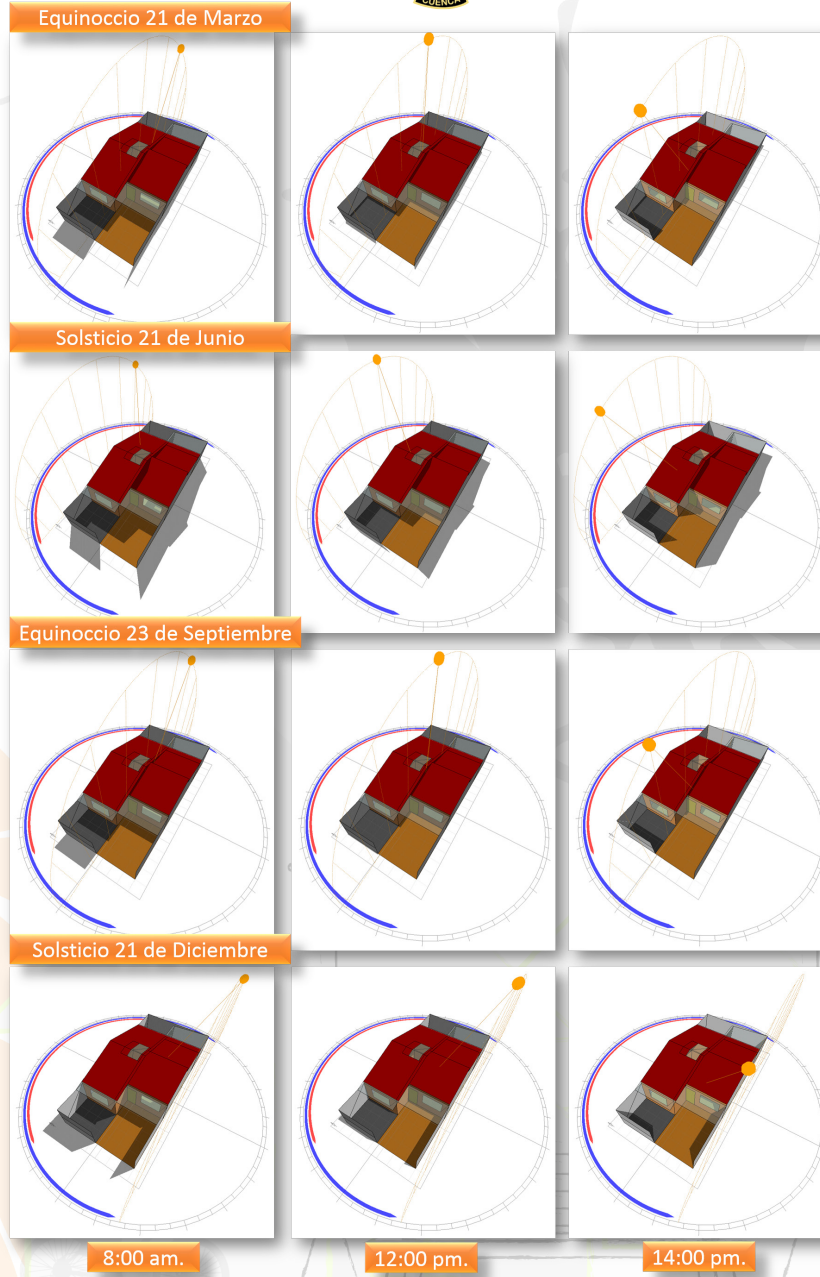 CUENCA
Equinoccio 21 de Marzo
Solsticio 21 de Junio
Equinoccio 23 de Septiembre
Solsticio 21 de Diciembre
8:00 am.
12:00 pm.
14:00 pm.